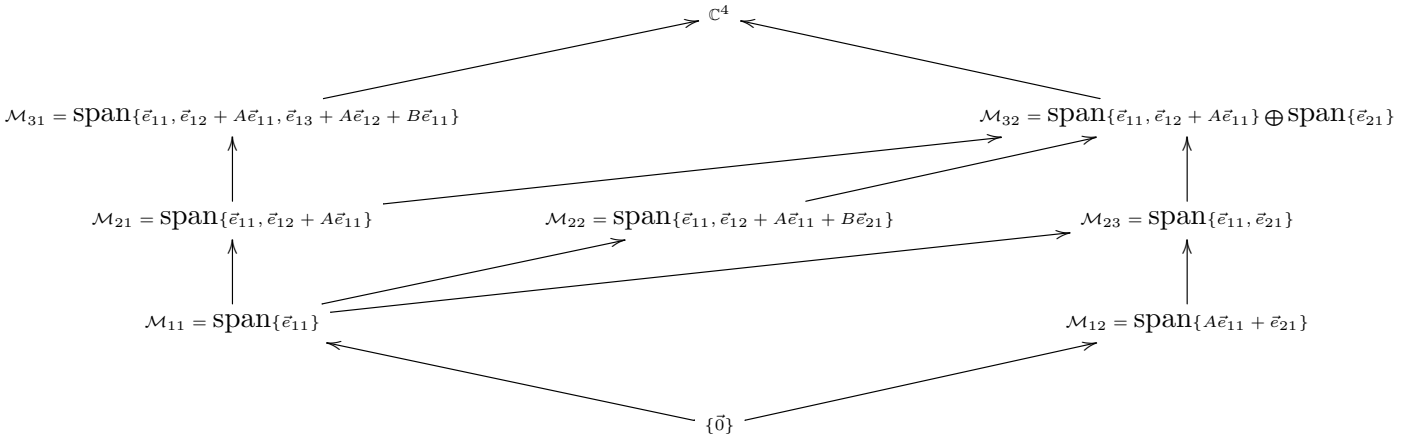 ℂ⁴
ℳ₃₁ = span{e⃗₁₁, e⃗₁₂ + Ae⃗₁₁, e⃗₁₃ + Ae⃗₁₂ + Be⃗₁₁} ℳ₃₂ = span{e⃗₁₁, e⃗₁₂ + Ae⃗₁₁} ⊕ span{e⃗₂₁}
ℳ₂₁ = span{e⃗₁₁, e⃗₁₂ + Ae⃗₁₁} ℳ₂₂ = span{e⃗₁₁, e⃗₁₂ + Ae⃗₁₁ + Be⃗₂₁} ℳ₂₃ = span{e⃗₁₁, e⃗₂₁}
ℳ₁₁ = span{e⃗₁₁} ℳ₁₂ = span{Ae⃗₁₁ + e⃗₂₁}
{0⃗}